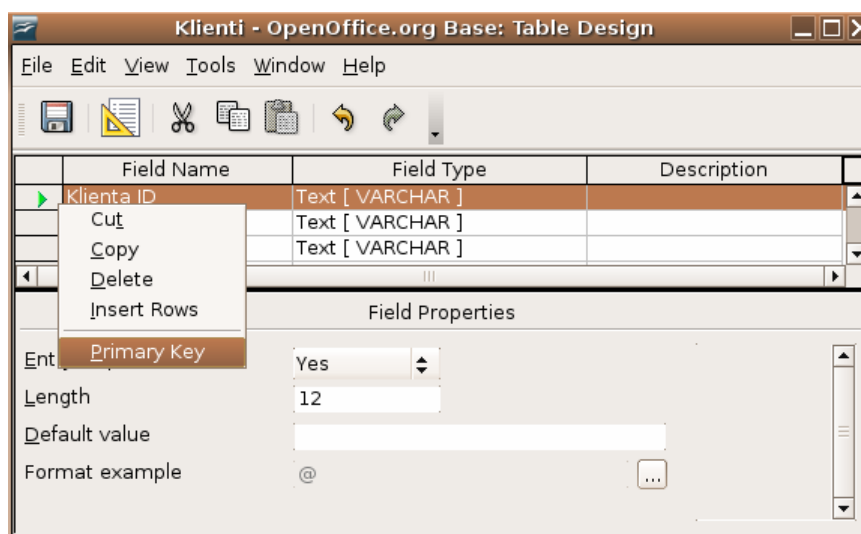 Klienti - OpenOffice.org Base: Table Design
File Edit View Tools Window Help
Field Name Field Type Description
Klienta ID Text [ VARCHAR ]
Text [ VARCHAR ]
Text [ VARCHAR ]
Cut
Copy
Delete
Insert Rows
Primary Key
Field Properties
Yes
Length 12
Default value
Format example @ ...